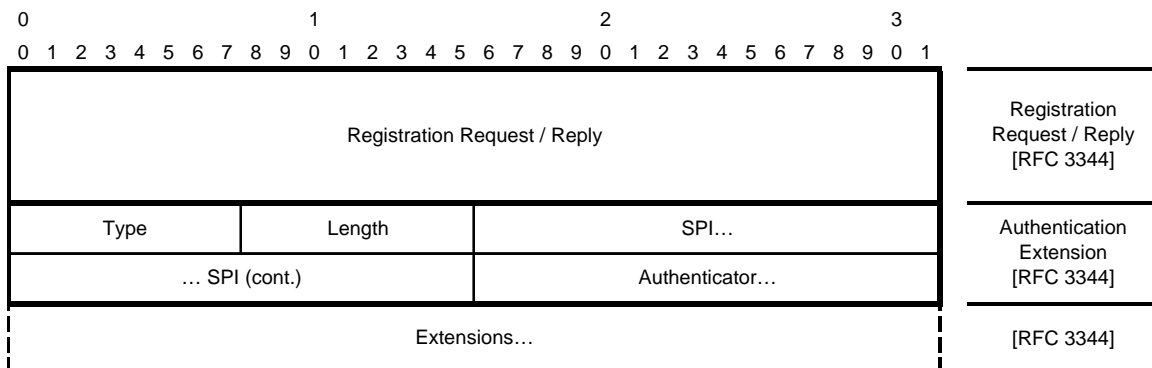 0 1 2 3
0 1 2 3 4 5 6 7 8 9 0 1 2 3 4 5 6 7 8 9 0 1 2 3 4 5 6 7 8 9 0 1
Registration Request / Reply
Registration
Request / Reply
[RFC 3344]
Type Length SPI…
… SPI (cont.) Authenticator…
Authentication
Extension
[RFC 3344]
Extensions…
[RFC 3344]